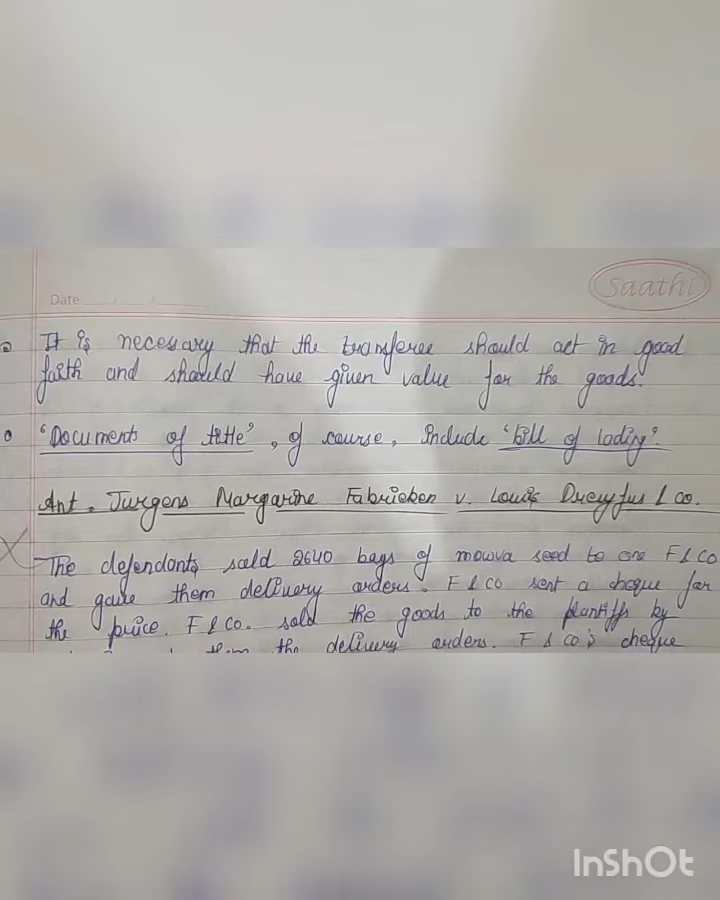 Date
Saathi
It is necessary that the transferee should act in good
faith and should have given value for the goods.
'Documents of title', of course, include 'bill of lading'.
Ant. Jurgens Margarine Fabrieken v. Louis Dreyfus & Co.
The defendants sold 2640 bags of mowva seed to one F & Co
and gave them delivery orders. F & Co sent a cheque for
the price. F & Co. sold the goods to the plantiffs by
them the delivery orders. F & Co's cheque
InShOt